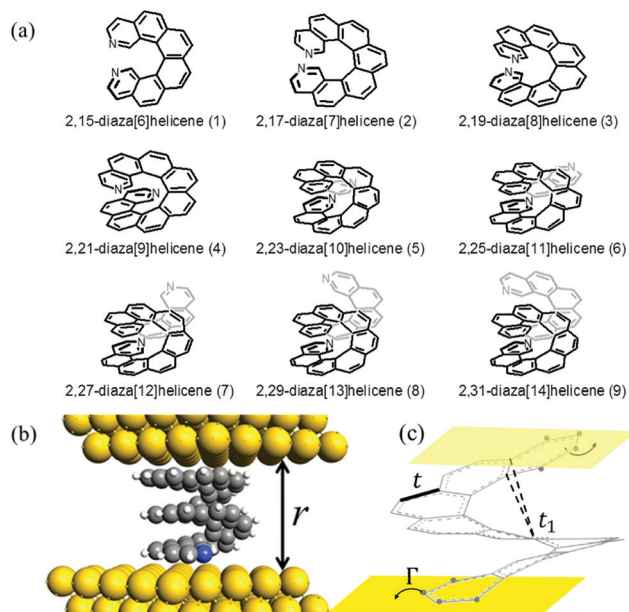 (a)
N
N
2,15-diaza[6]helicene (1)
N
N
2,17-diaza[7]helicene (2)
N
N
2,19-diaza[8]helicene (3)
N
N
2,21-diaza[9]helicene (4)
N
N
2,23-diaza[10]helicene (5)
N
N
2,25-diaza[11]helicene (6)
N
N
2,27-diaza[12]helicene (7)
N
N
2,29-diaza[13]helicene (8)
N
N
2,31-diaza[14]helicene (9)
(b)
r
(c)
t
t₁
Γ